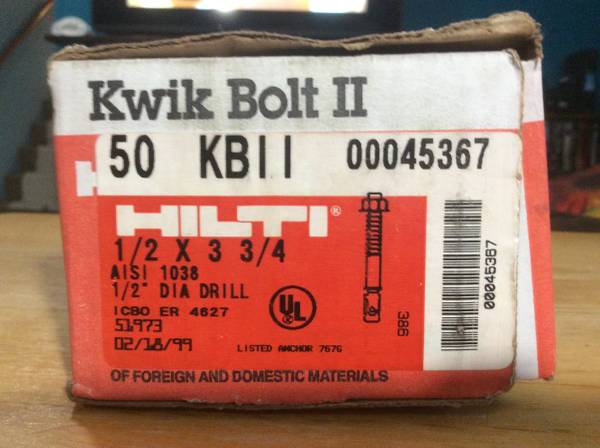 Kwik Bolt II
50 KBII 00045367
HILTI®
1/2 X 3 3/4
AISI 1038
1/2" DIA DRILL
ICBO ER 4627
51973
02/18/99
UL
LISTED ANCHOR 7676
386
00045367
OF FOREIGN AND DOMESTIC MATERIALS